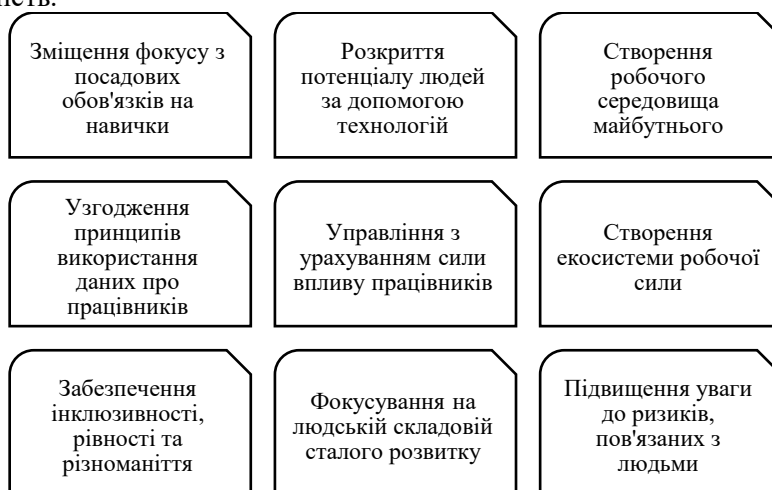 Зміщення фокусу з
посадових
обов'язків на
навички
Розкриття
потенціалу людей
за допомогою
технологій
Створення
робочого
середовища
майбутнього
Узгодження
принципів
використання
даних про
працівників
Управління з
урахуванням сили
впливу працівників
Створення
екосистеми робочої
сили
Забезпечення
інклюзивності,
рівності та
різноманіття
Фокусування на
людській складовій
сталого розвитку
Підвищення уваги
до ризиків,
пов'язаних з
людьми